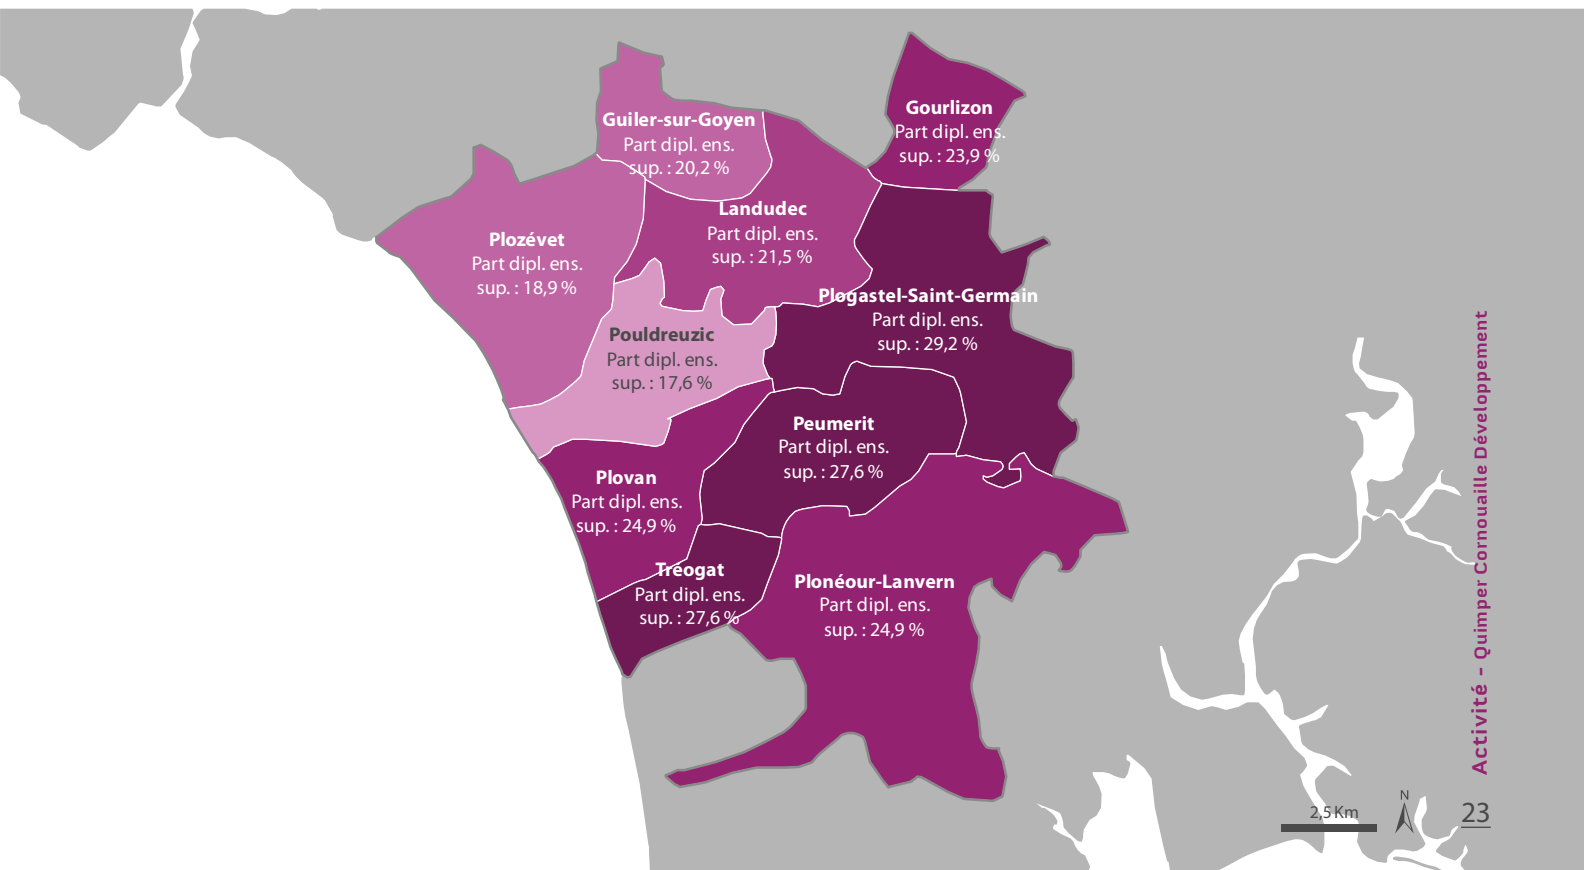 Gourlizon
Part dipl. ens.
sup. : 23,9 %
Guiler-sur-Goyen
Part dipl. ens.
sup. : 20,2 %
Landudec
Part dipl. ens.
sup. : 21,5 %
Plozévet
Part dipl. ens.
sup. : 18,9 %
Plogastel-Saint-Germain
Part dipl. ens.
sup. : 29,2 %
Pouldreuzic
Part dipl. ens.
sup. : 17,6 %
Peumerit
Part dipl. ens.
sup. : 27,6 %
Plovan
Part dipl. ens.
sup. : 24,9 %
Tréogat
Part dipl. ens.
sup. : 27,6 %
Plonéour-Lanvern
Part dipl. ens.
sup. : 24,9 %
Activité - Quimper Cornouaille Développement
2,5 Km
N
23